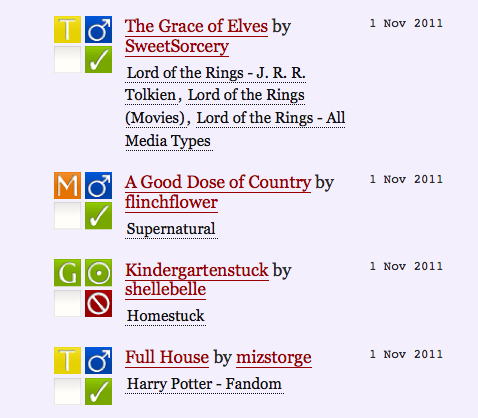 T
The Grace of Elves by 1 Nov 2011
SweetSorcery
Lord of the Rings - J. R. R.
Tolkien, Lord of the Rings
(Movies), Lord of the Rings - All
Media Types
M
A Good Dose of Country by 1 Nov 2011
flinchflower
Supernatural
G
Kindergartenstuck by 1 Nov 2011
shellebelle
Homestuck
T
Full House by mizstorge 1 Nov 2011
Harry Potter - Fandom